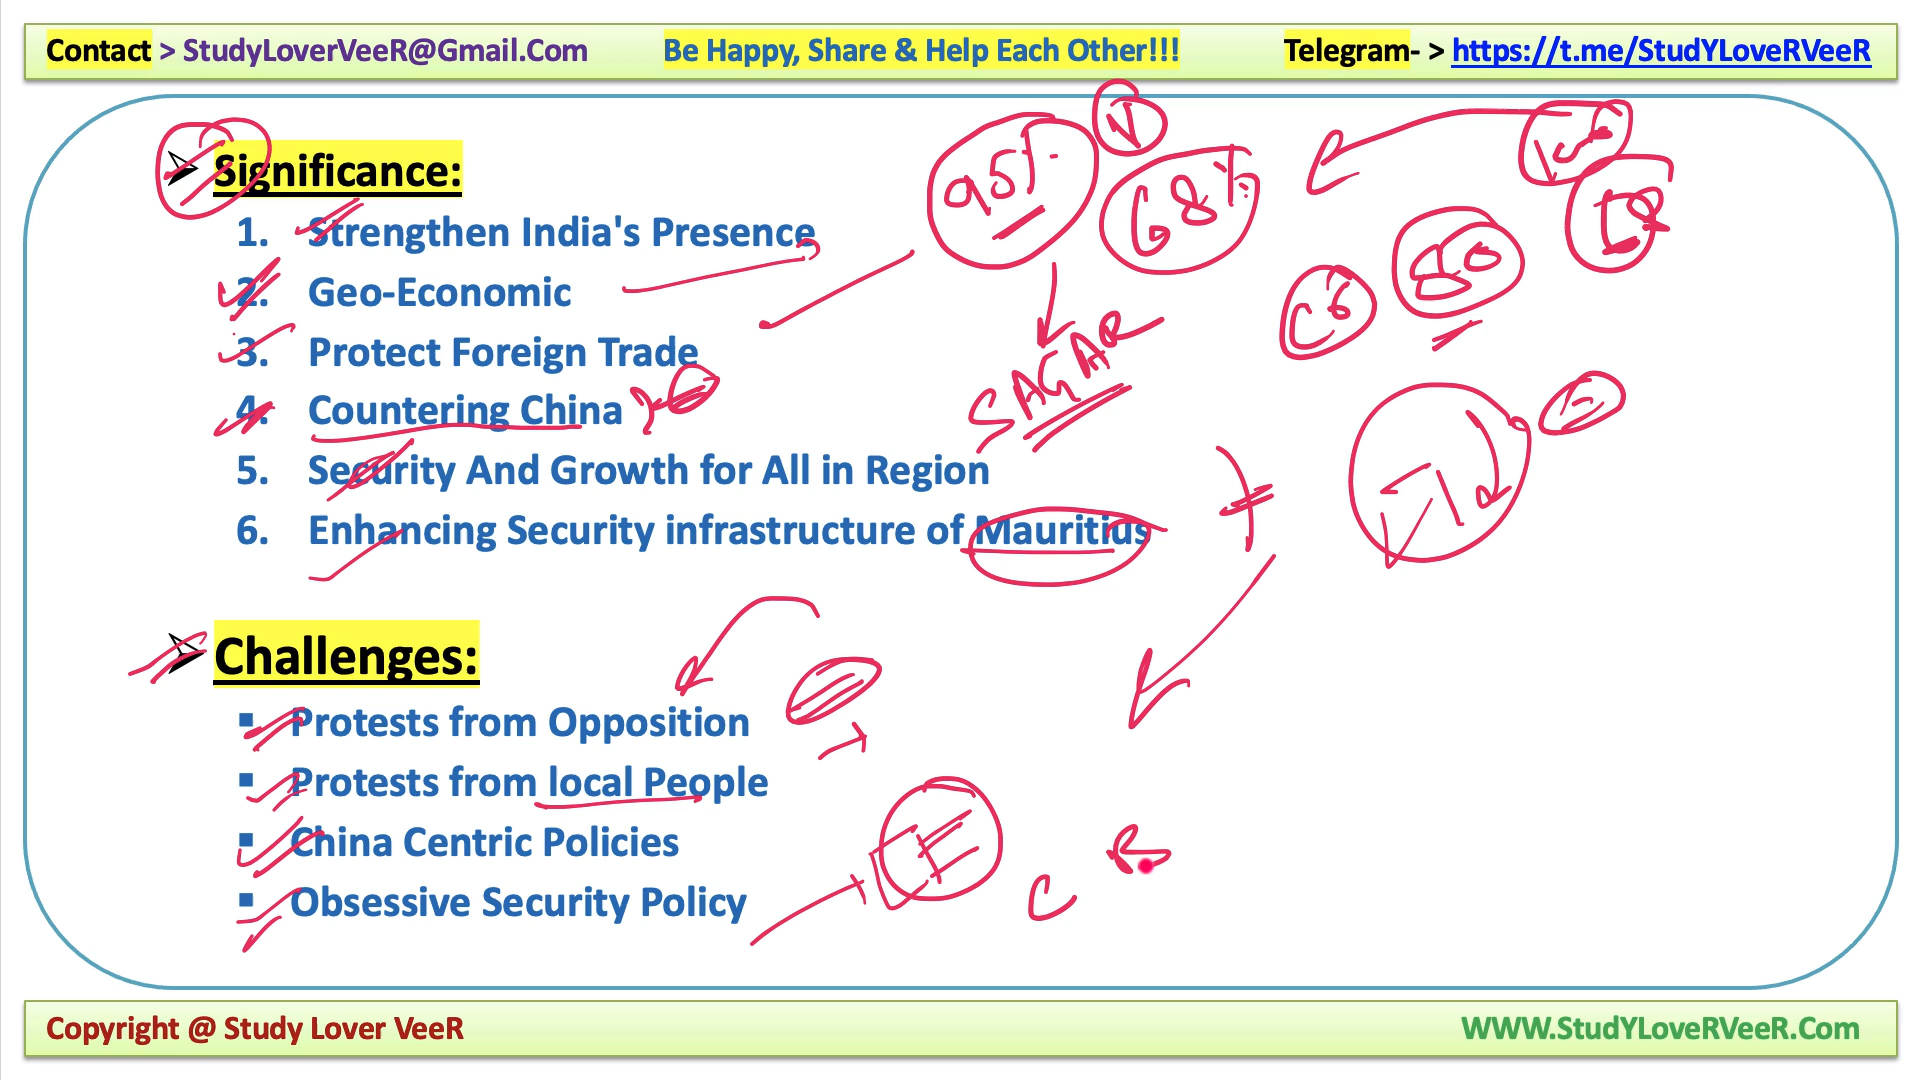 Contact > StudyLoverVeeR@Gmail.Com Be Happy, Share & Help Each Other!!! Telegram- > https://t.me/StudYLoveRVeeR
Significance:
1. Strengthen India's Presence
2. Geo-Economic
3. Protect Foreign Trade
4. Countering China
5. Security And Growth for All in Region
6. Enhancing Security infrastructure of Mauritius
95%
V
68%
SAGAR
Challenges:
Protests from Opposition
Protests from local People
China Centric Policies
Obsessive Security Policy
Copyright @ Study Lover VeeR WWW.StudYLoveRVeeR.Com